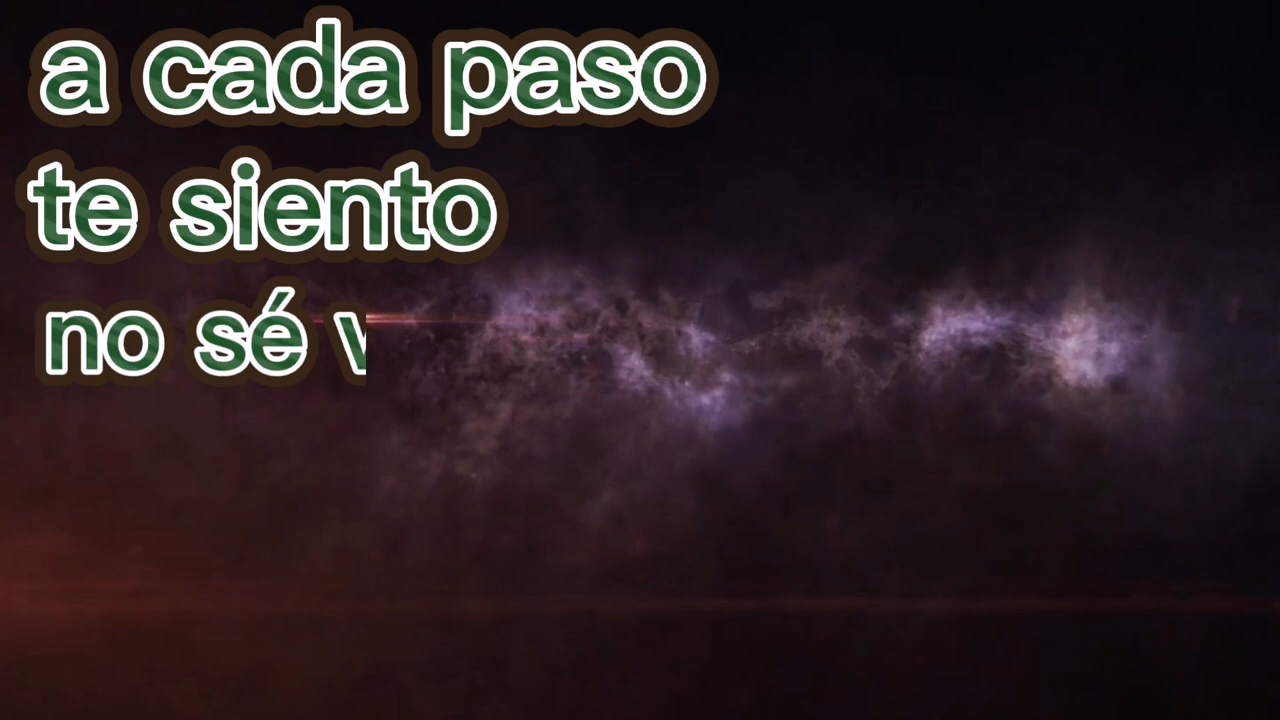 a cada paso
te siento
no sé